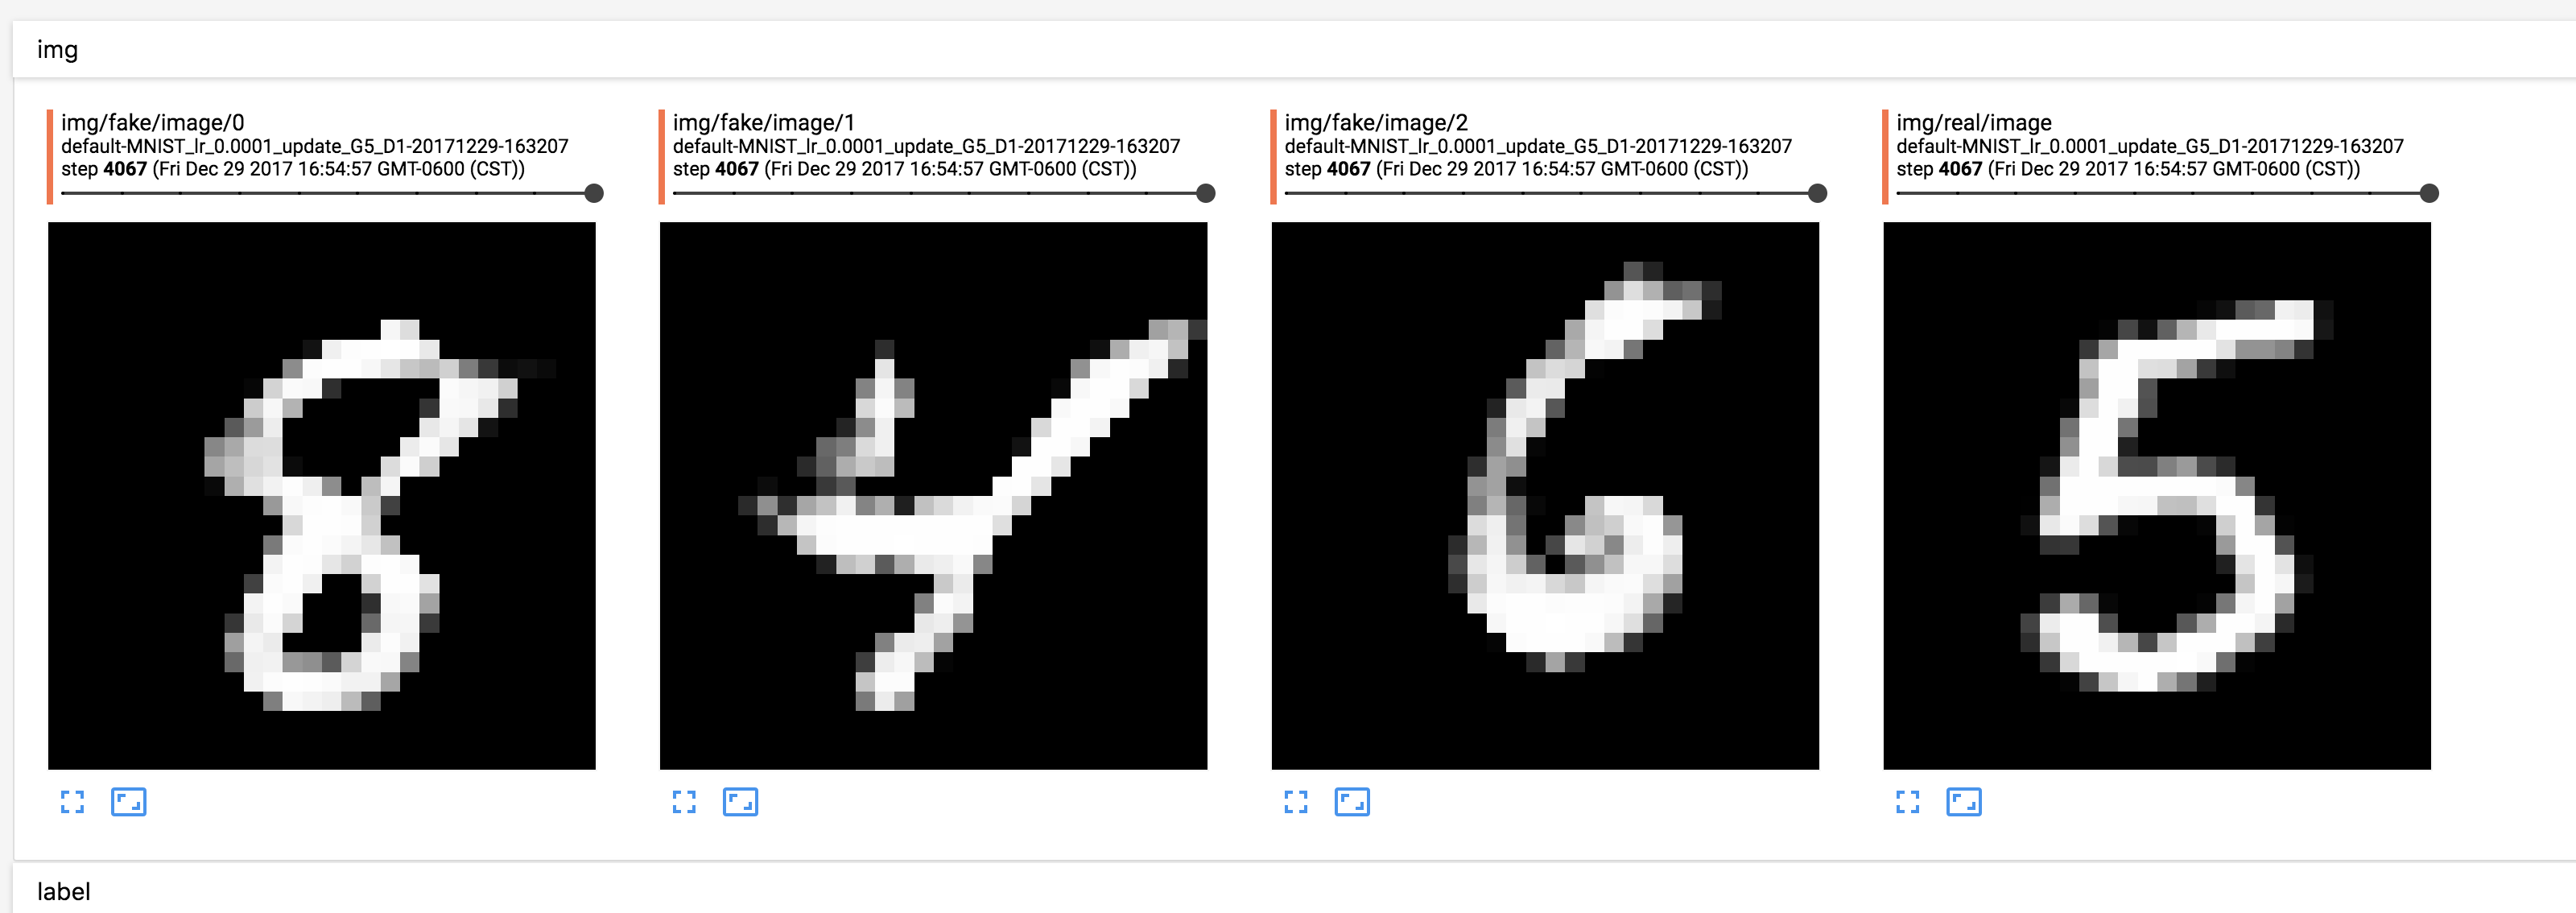 img
img/fake/image/0
default-MNIST_lr_0.0001_update_G5_D1-20171229-163207
step 4067 (Fri Dec 29 2017 16:54:57 GMT-0600 (CST))
img/fake/image/1
default-MNIST_lr_0.0001_update_G5_D1-20171229-163207
step 4067 (Fri Dec 29 2017 16:54:57 GMT-0600 (CST))
img/fake/image/2
default-MNIST_lr_0.0001_update_G5_D1-20171229-163207
step 4067 (Fri Dec 29 2017 16:54:57 GMT-0600 (CST))
img/real/image
default-MNIST_lr_0.0001_update_G5_D1-20171229-163207
step 4067 (Fri Dec 29 2017 16:54:57 GMT-0600 (CST))
8 4 6 5
label